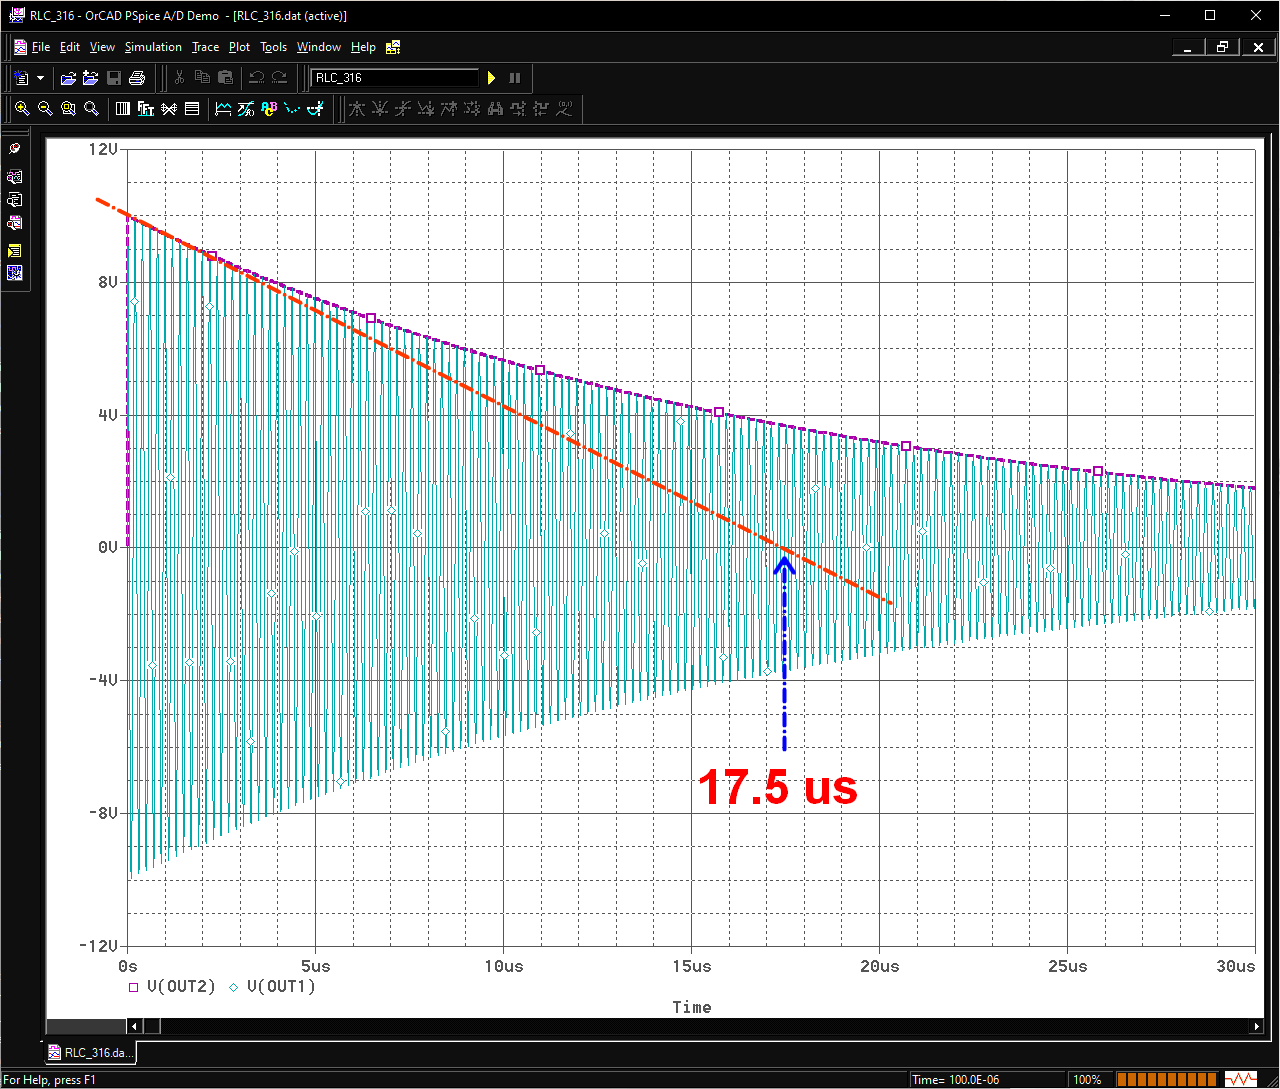 RLC_316 - OrCAD PSpice A/D Demo - [RLC_316.dat (active)]
File Edit View Simulation Trace Plot Tools Window Help
RLC_316
12V
8V
4V
0V
-4V
17.5 us
-8V
-12V
0s 5us 10us 15us 20us 25us 30us
V(OUT2) V(OUT1)
Time
RLC_316.da...
For Help, press F1 Time= 100.0E-06 100%